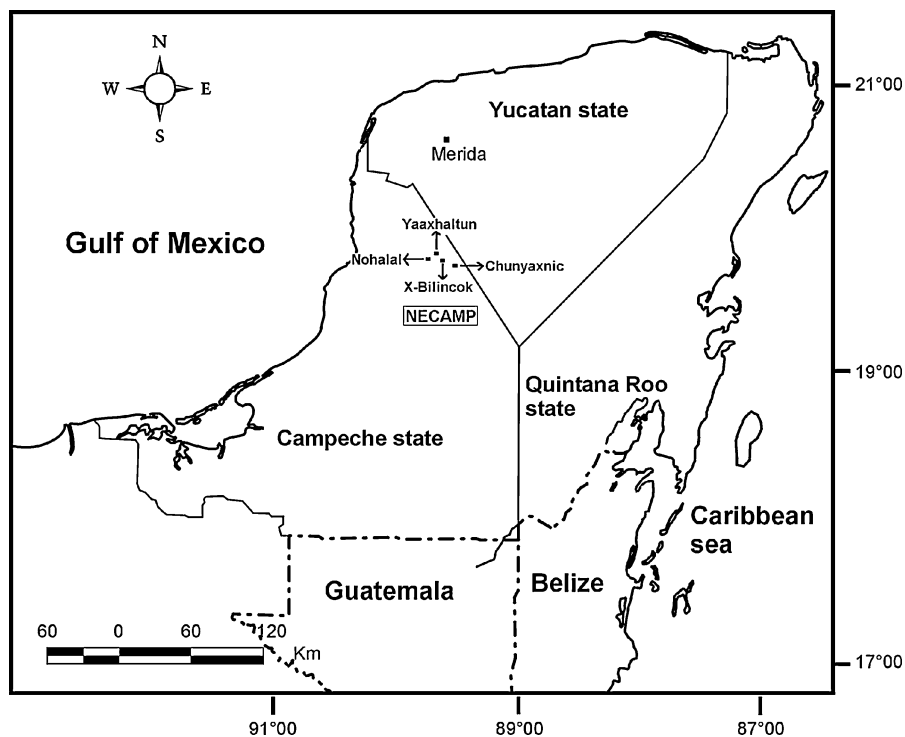 N
W E
S
21°00
Yucatan state
Merida
Yaaxhaltun
Gulf of Mexico
Nohalal
Chunyaxnic
X-Bilincok
NECAMP
19°00
Quintana Roo
state
Campeche state
Caribbean
sea
Guatemala
Belize
60 0 60 120
Km
17°00
91°00 89°00 87°00